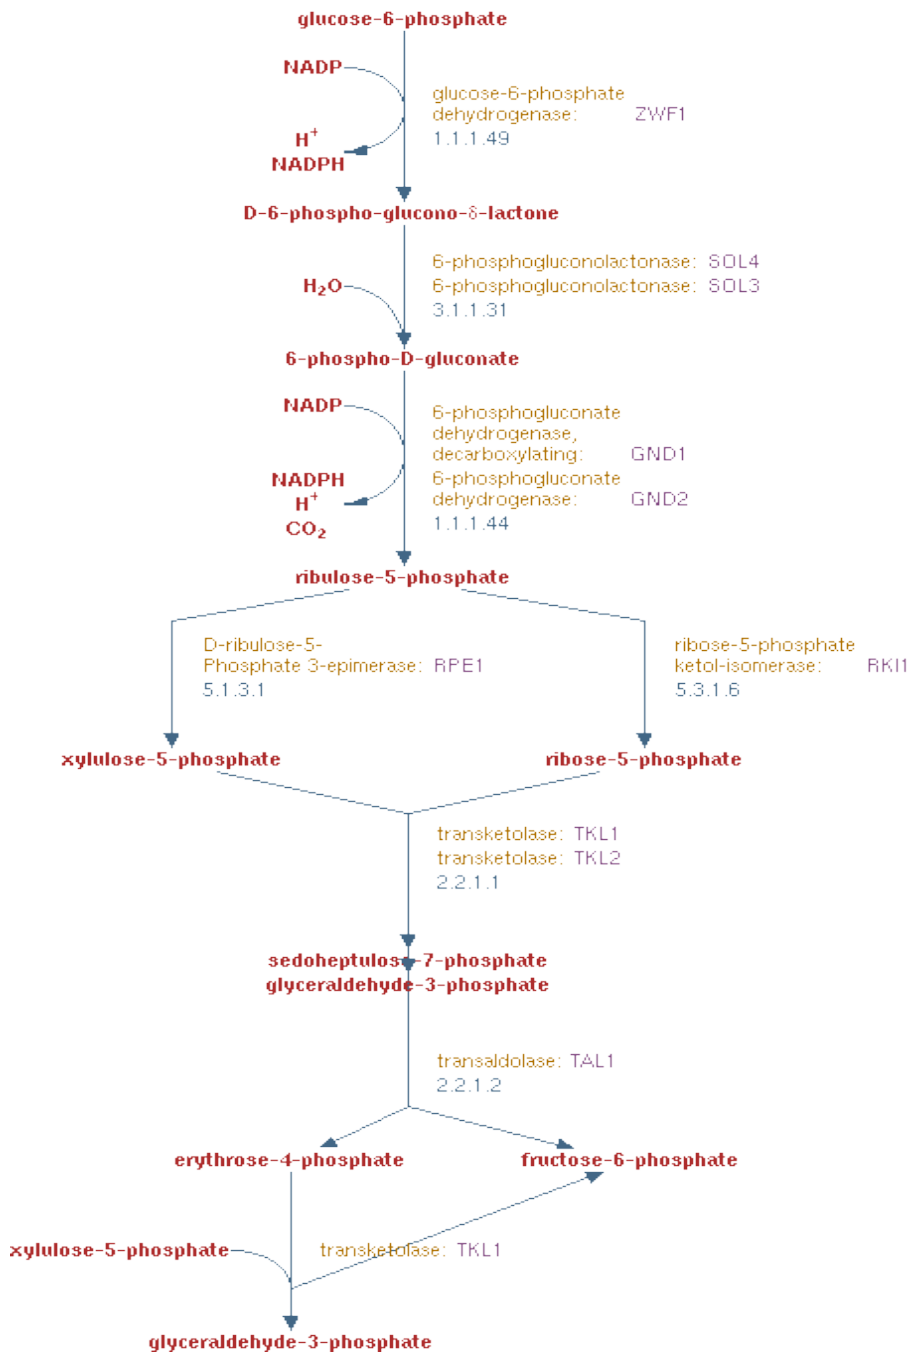 glucose-6-phosphate
NADP
glucose-6-phosphate
dehydrogenase: ZWF1
1.1.1.49
H+
NADPH
D-6-phospho-glucono-δ-lactone
6-phosphogluconolactonase: SOL4
H2O
6-phosphogluconolactonase: SOL3
3.1.1.31
6-phospho-D-gluconate
NADP
6-phosphogluconate
dehydrogenase,
decarboxylating: GND1
NADPH
6-phosphogluconate
H+
dehydrogenase: GND2
CO2
1.1.1.44
ribulose-5-phosphate
D-ribulose-5-
Phosphate 3-epimerase: RPE1
5.1.3.1
ribose-5-phosphate
ketol-isomerase: RKI1
5.3.1.6
xylulose-5-phosphate
ribose-5-phosphate
transketolase: TKL1
transketolase: TKL2
2.2.1.1
sedoheptulose-7-phosphate
glyceraldehyde-3-phosphate
transaldolase: TAL1
2.2.1.2
erythrose-4-phosphate
fructose-6-phosphate
xylulose-5-phosphate
transketolase: TKL1
glyceraldehyde-3-phosphate